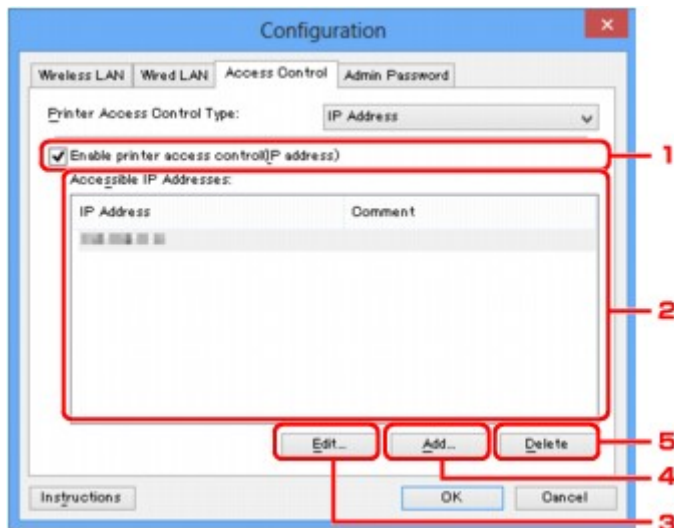 Configuration
Wireless LAN Wired LAN Access Control Admin Password
Printer Access Control Type: IP Address
Enable printer access control(IP address) 1
Accessible IP Addresses:
IP Address Comment
2
Edit... Add... Delete 5
4
Instructions OK Cancel
3